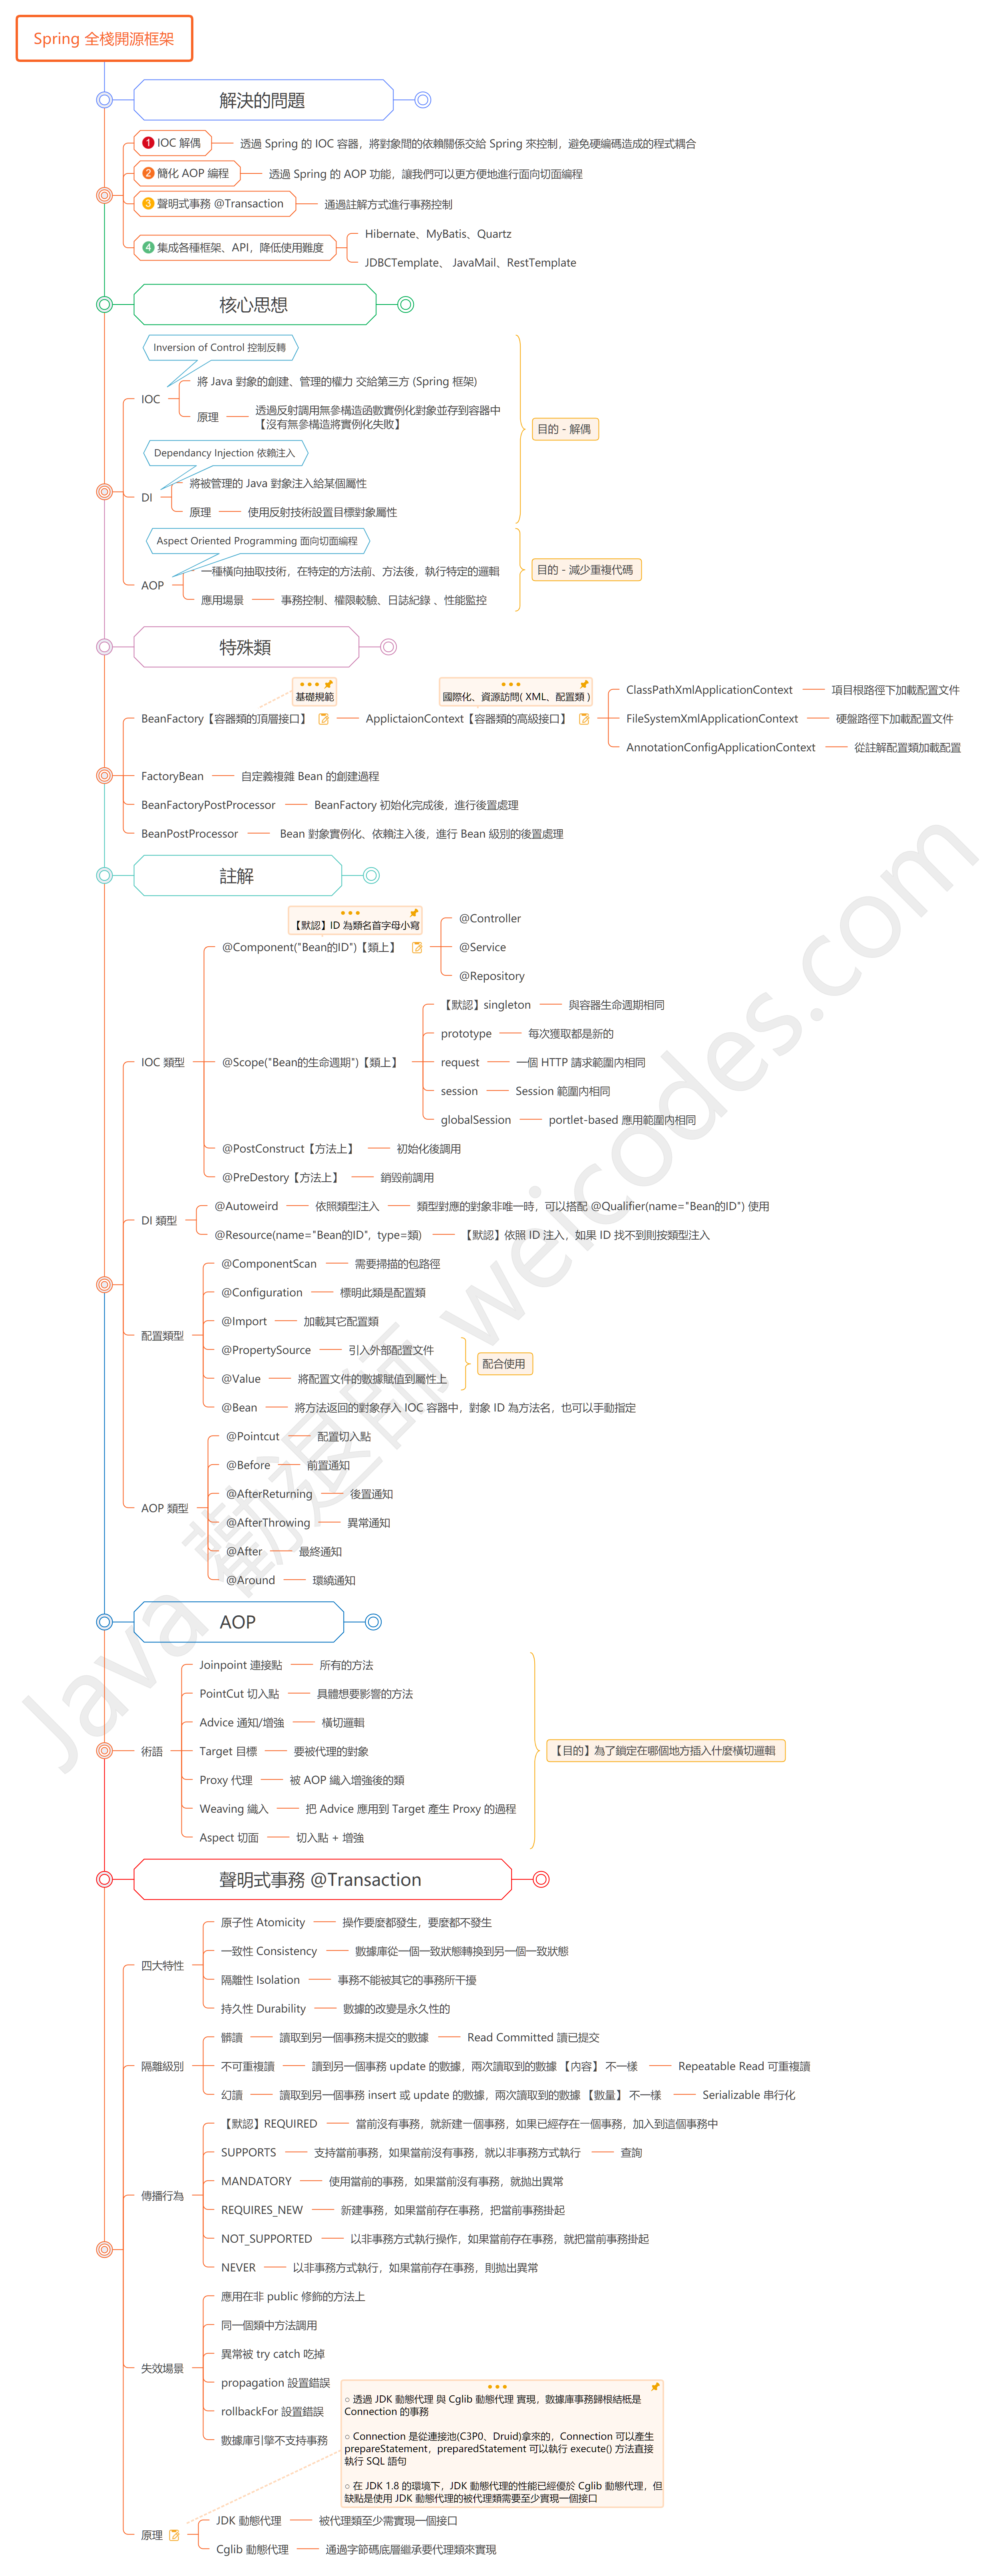 Spring 全棧開源框架
解決的問題
1 IOC 解偶
透過 Spring 的 IOC 容器，將對象間的依賴關係交給 Spring 來控制，避免硬編碼造成的程式耦合
2 簡化 AOP 編程
透過 Spring 的 AOP 功能，讓我們可以更方便地進行面向切面編程
3 聲明式事務 @Transaction
通過註解方式進行事務控制
4 集成各種框架、API，降低使用難度
Hibernate、MyBatis、Quartz
JDBCTemplate、 JavaMail、RestTemplate
核心思想
Inversion of Control 控制反轉
IOC
將 Java 對象的創建、管理的權力 交給第三方 (Spring 框架)
原理
透過反射調用無參構造函數實例化對並存到容器中
【沒有無參構造將實例化失敗】
Dependancy Injection 依賴注入
DI
將被管理的 Java 對象注入給某個屬性
原理
使用反射技術設置目標對象屬性
目的 - 解偶
Aspect Oriented Programming 面向切面編程
AOP
一種橫向抽取技術，在特定的方法前、方法後，執行特定的邏輯
應用場景
事務控制、權限較驗、日誌紀錄 、性能監控
目的 - 減少重複代碼
特殊類
基礎規範
BeanFactory【容器類的頂層接口】
國際化、資源訪問( XML、配置類 )
ApplictaionContext【容器類的高級接口】
ClassPathXmlApplicationContext
項目根路徑下加載配置文件
FileSystemXmlApplicationContext
硬盤路徑下加載配置文件
AnnotationConfigApplicationContext
從註解配置類加載配置
FactoryBean
自定義複雜 Bean 的創建過程
BeanFactoryPostProcessor
BeanFactory 初始化完成後，進行後置處理
BeanPostProcessor
Bean 對象實例化、依賴注入後，進行 Bean 級別的後置處理
註解
IOC 類型
【默認】ID 為類名首字母小寫
@Component("Bean的ID")【類上】
@Controller
@Service
@Repository
@Scope("Bean的生命週期")【類上】
【默認】singleton
與容器生命週期相同
prototype
每次獲取都是新的
request
一個 HTTP 請求範圍內相同
session
Session 範圍內相同
globalSession
portlet-based 應用範圍內相同
@PostConstruct【方法上】
初始化後調用
@PreDestory【方法上】
銷毀前調用
DI 類型
@Autoweird
依照類型注入
類型對應的對象非唯一時，可以搭配 @Qualifier(name="Bean的ID") 使用
@Resource(name="Bean的ID"，type=類)
【默認】依照 ID 注入，如果 ID 找不到則按類型注入
配置類型
@ComponentScan
需要掃描的包路徑
@Configuration
標明此類是配置類
@Import
加載其它配置類
@PropertySource
引入外部配置文件
@Value
將配置文件的數據賦值到屬性上
配合使用
@Bean
將方法返回的對象存入 IOC 容器中，對象 ID 為方法名，也可以手動指定
AOP 類型
@Pointcut
配置切入點
@Before
前置通知
@AfterReturning
後置通知
@AfterThrowing
異常通知
@After
最終通知
@Around
環繞通知
AOP
術語
Joinpoint 連接點
所有的方法
PointCut 切入點
具體想要影響的方法
Advice 通知/增強
橫切邏輯
Target 目標
要被代理的對象
Proxy 代理
被 AOP 織入增強後的類
Weaving 織入
把 Advice 應用到 Target 產生 Proxy 的過程
Aspect 切面
切入點 + 增強
【目的】為了鎖定在哪個地方插入什麼橫切邏輯
聲明式事務 @Transaction
四大特性
原子性 Atomicity
操作要麼都發生，要麼都不發生
一致性 Consistency
數據庫從一個一致狀態轉換到另一個一致狀態
隔離性 Isolation
事務不能被其它的事務所干擾
持久性 Durability
數據的改變是永久性的
隔離級別
髒讀
讀取到另一個事務未提交的數據
Read Committed 讀已提交
不可重複讀
讀到另一個事務 update 的數據，兩次讀取到的數據 【內容】 不一樣
Repeatable Read 可重複讀
幻讀
讀取到另一個事務 insert 或 update 的數據，兩次讀取到的數據 【數量】 不一樣
Serializable 串行化
傳播行為
【默認】REQUIRED
當前沒有事務，就新建一個事務，如果已經存在一個事務，加入到這個事務中
SUPPORTS
支持當前事務，如果當前沒有事務，就以非事務方式執行
查詢
MANDATORY
使用當前的事務，如果當前沒有事務，就拋出異常
REQUIRES_NEW
新建事務，如果當前存在事務，把當前事務掛起
NOT_SUPPORTED
以非事務方式執行操作，如果當前存在事務，就把當前事務掛起
NEVER
以非事務方式執行，如果當前存在事務，則拋出異常
失效場景
應用在非 public 修飾的方法上
同一個類中方法調用
異常被 try catch 吃掉
propagation 設置錯誤
rollbackFor 設置錯誤
數據庫引擎不支持事務
○ 透過 JDK 動態代理 與 Cglib 動態代理 實現，數據庫事務歸根結柢是
Connection 的事務
○ Connection 是從連接池(C3P0、Druid)拿來的，Connection 可以產生
prepareStatement，preparedStatement 可以執行 execute() 方法直接
執行 SQL 語句
○ 在 JDK 1.8 的環境下，JDK 動態代理的性能已經優於 Cglib 動態代理，但
缺點是使用 JDK 動態代理的被代理類需要至少實現一個接口
原理
JDK 動態代理
被代理類至少需實現一個接口
Cglib 動態代理
通過字節碼底層繼承要代理類來實現
Java 勸退師 weicodes.com